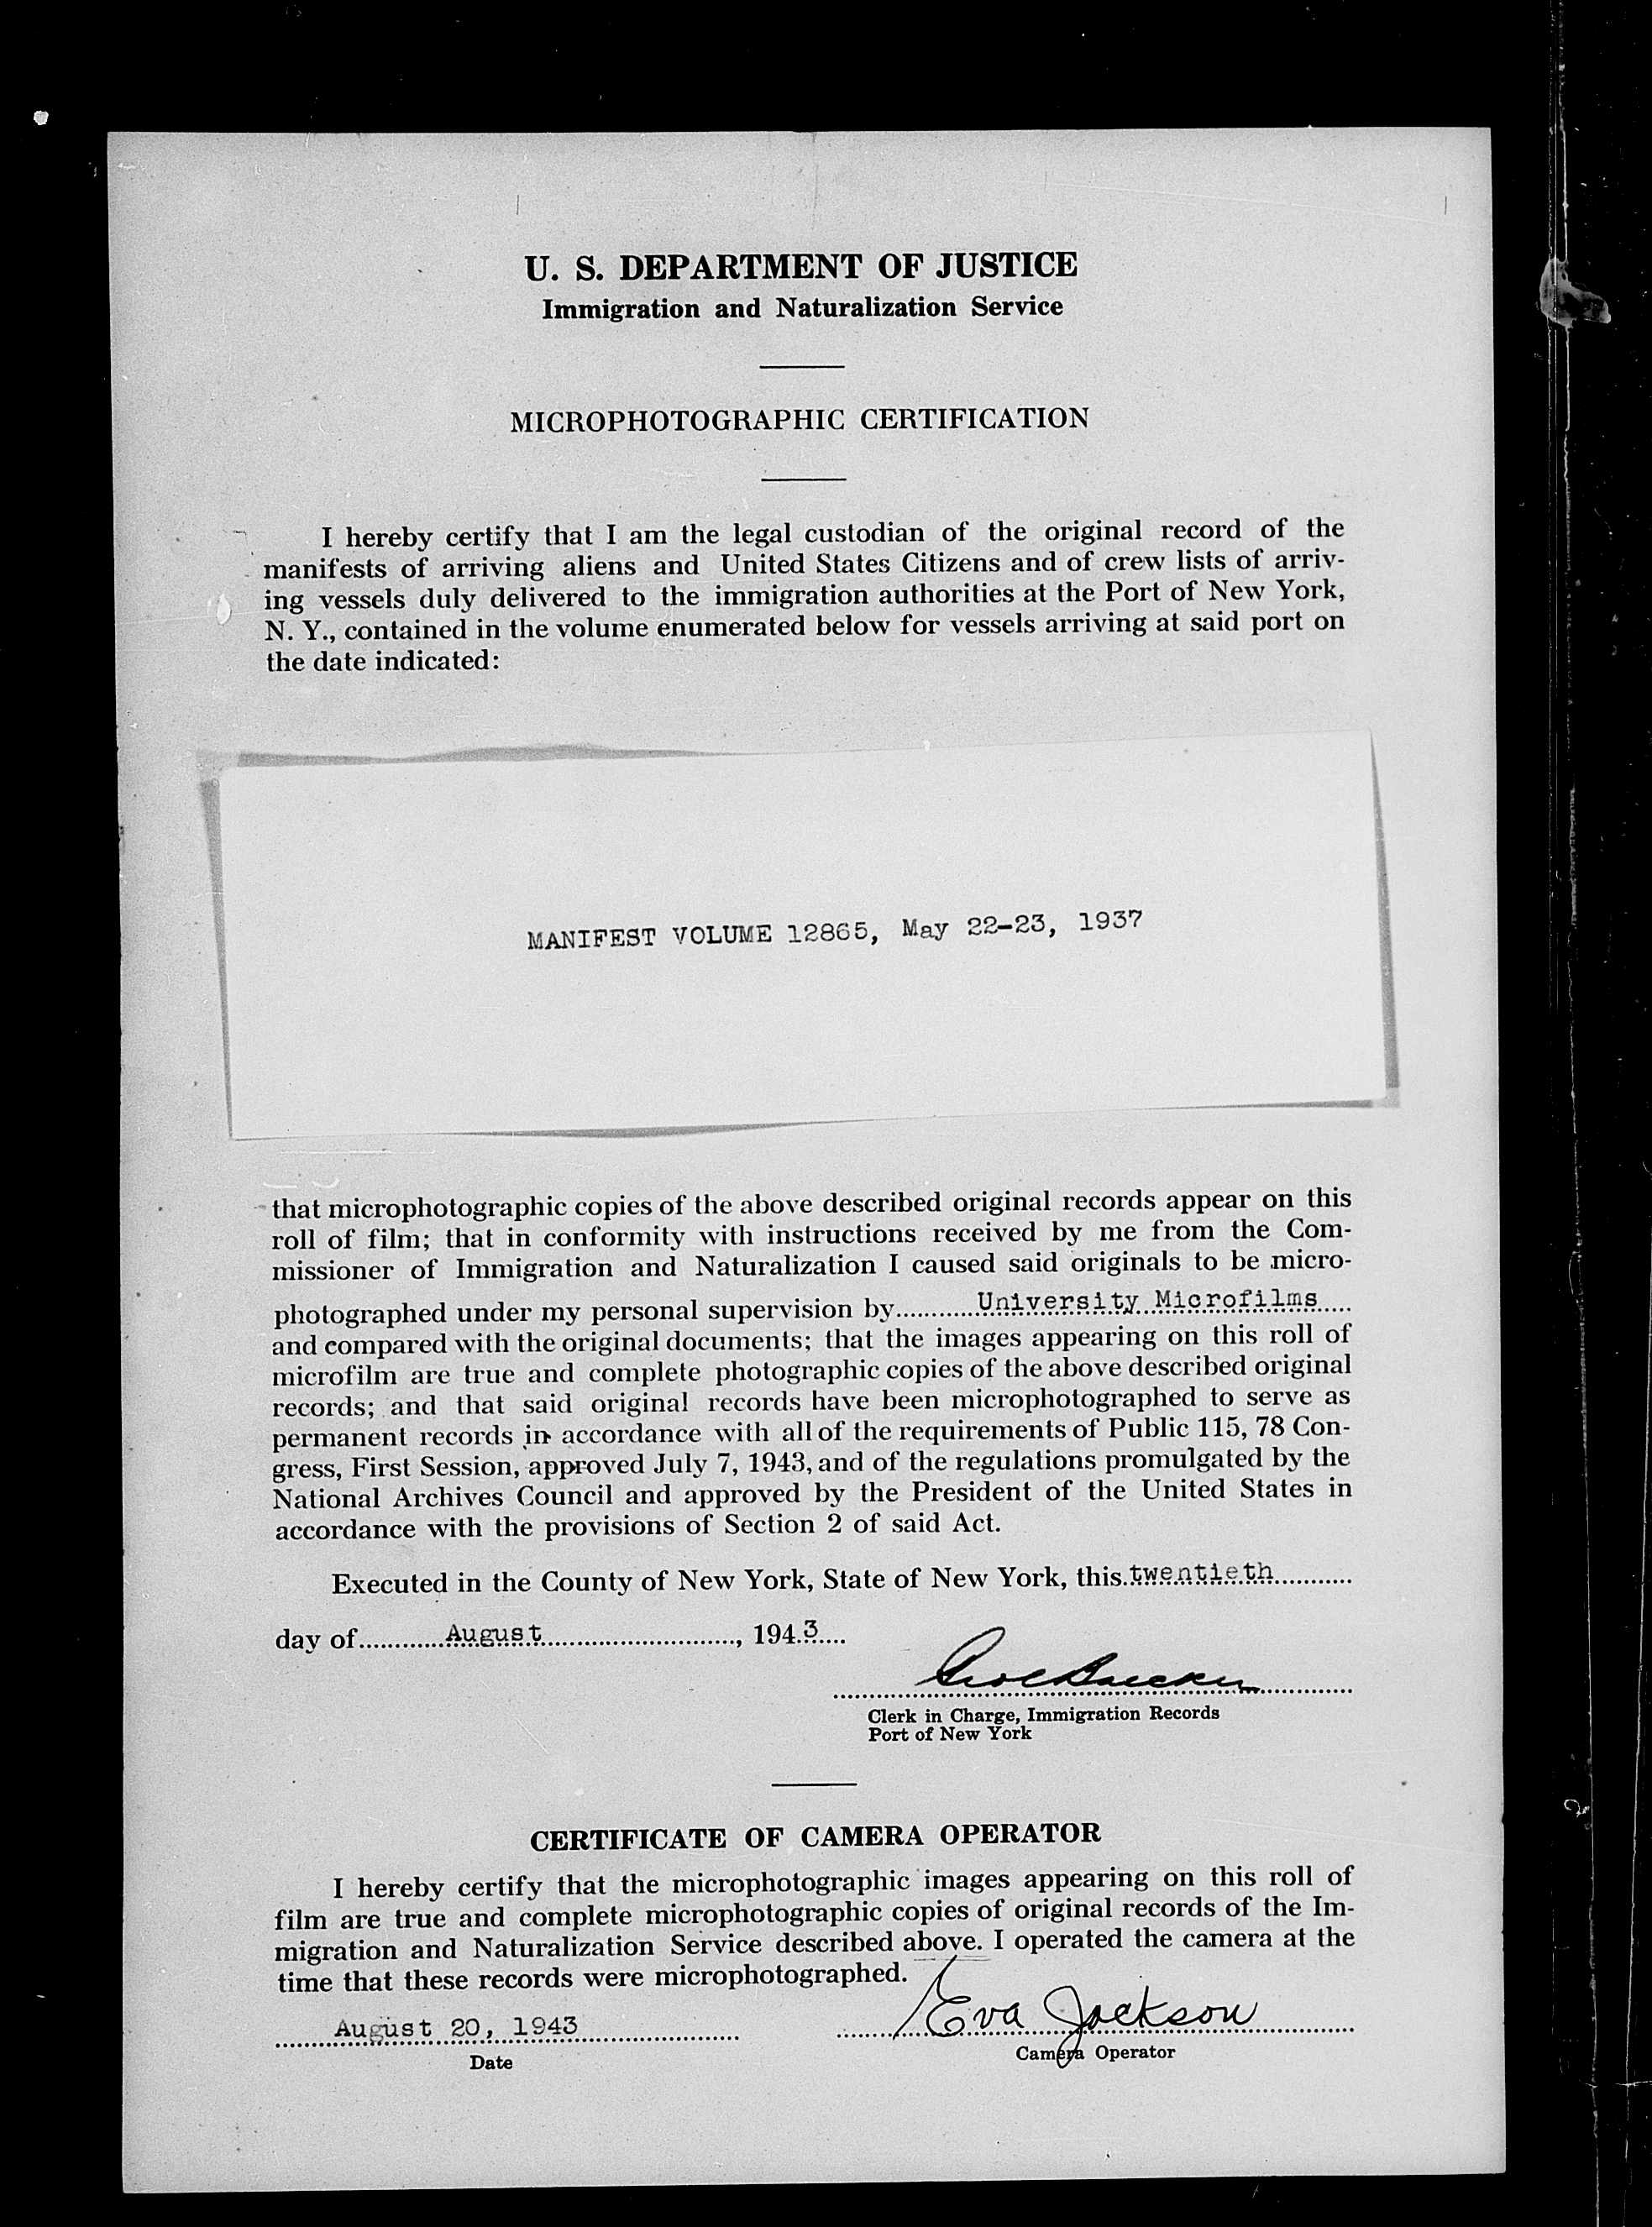 U. S. DEPARTMENT OF JUSTICE
Immigration and Naturalization Service
MICROPHOTOGRAPHIC CERTIFICATION
I hereby certify that I am the legal custodian of the original record of the
manifests of arriving aliens and United States Citizens and of crew lists of arriv-
ing vessels duly delivered to the immigration authorities at the Port of New York,
N. Y., contained in the volume enumerated below for vessels arriving at said port on
the date indicated:
MANIFEST VOLUME 12865, May 22-23, 1937
that microphotographic copies of the above described original records appear on this
roll of film; that in conformity with instructions received by me from the Com-
missioner of Immigration and Naturalization I caused said originals to be micro-
photographed under my personal supervision by University Microfilms
and compared with the original documents; that the images appearing on this roll of
microfilm are true and complete photographic copies of the above described original
records; and that said original records have been microphotographed to serve as
permanent records in accordance with all of the requirements of Public 115, 78 Con-
gress, First Session, approved July 7, 1943, and of the regulations promulgated by the
National Archives Council and approved by the President of the United States in
accordance with the provisions of Section 2 of said Act.
Executed in the County of New York, State of New York, this twentieth
day of August, 1943
Clerk in Charge, Immigration Records
Port of New York
CERTIFICATE OF CAMERA OPERATOR
I hereby certify that the microphotographic images appearing on this roll of
film are true and complete microphotographic copies of original records of the Im-
migration and Naturalization Service described above. I operated the camera at the
time that these records were microphotographed.
August 20, 1943 Eva Jackson
Date Camera Operator